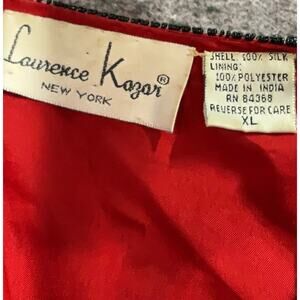 Laurence Kazar®
NEW YORK
SHELL: 100% SILK
LINING:
100% POLYESTER
MADE IN INDIA
RN 84368
REVERSE FOR CARE
XL